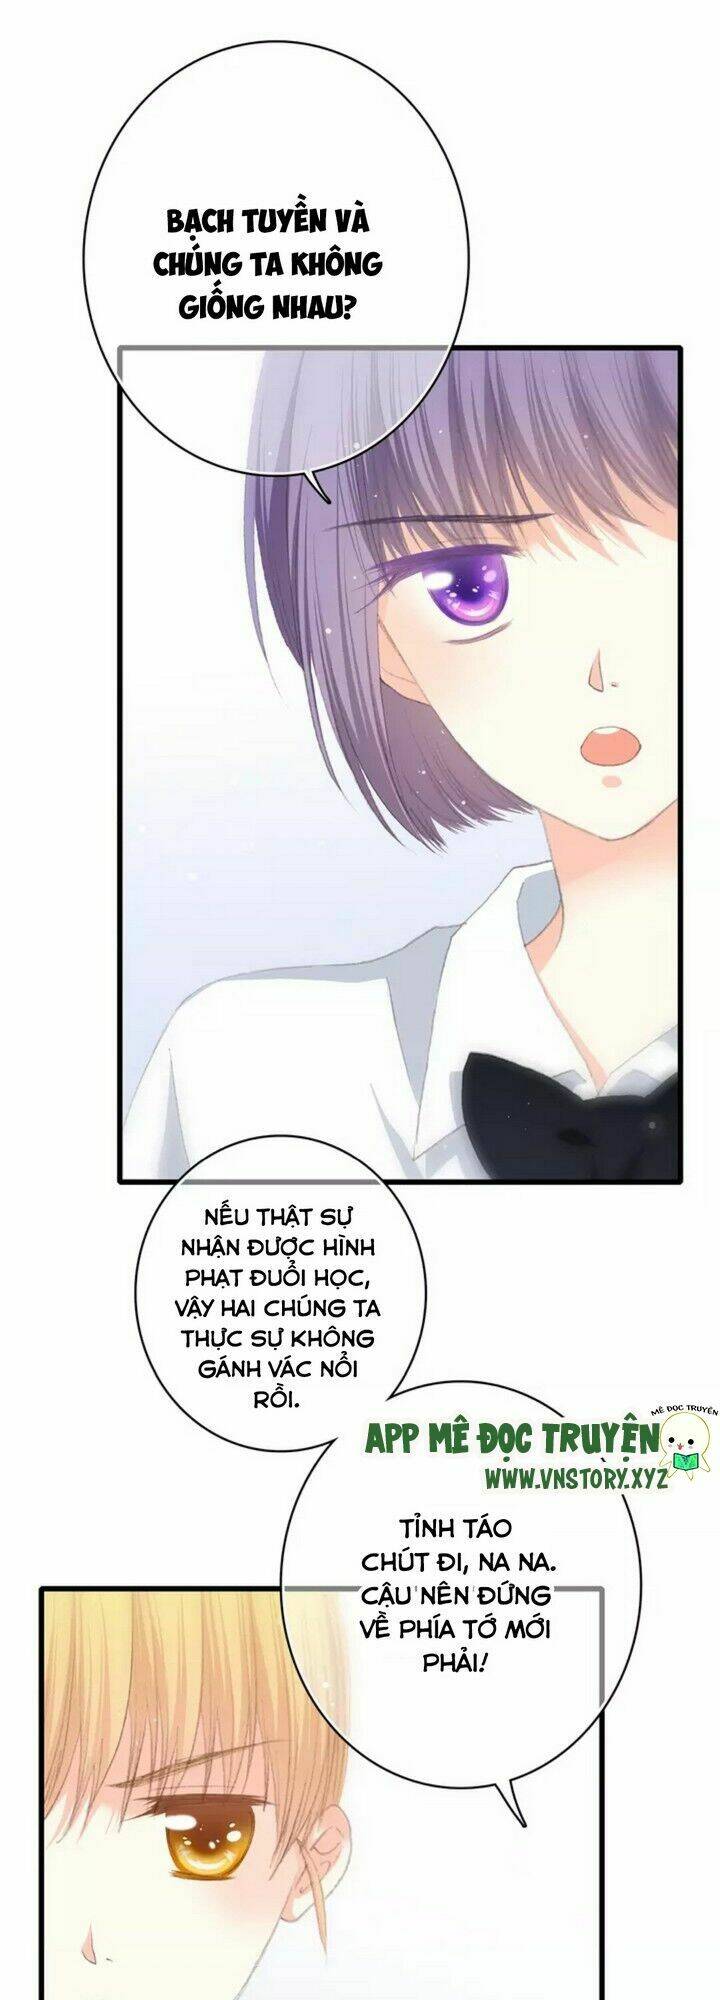 BẠCH TUYỀN VÀ
CHÚNG TA KHÔNG
GIỐNG NHAU?
NẾU THẬT SỰ
NHẬN ĐƯỢC HÌNH
PHẠT ĐUỔI HỌC,
VẬY HAI CHÚNG TA
THỰC SỰ KHÔNG
GÁNH VÁC NỔI
RỒI.
MÊ ĐỌC TRUYỆN
APP MÊ ĐỌC TRUYỆN
WWW.VNSTORY.XYZ
TỈNH TÁO
CHÚT ĐI, NA NA.
CẬU NÊN ĐỨNG
VỀ PHÍA TỚ MỚI
PHẢI!